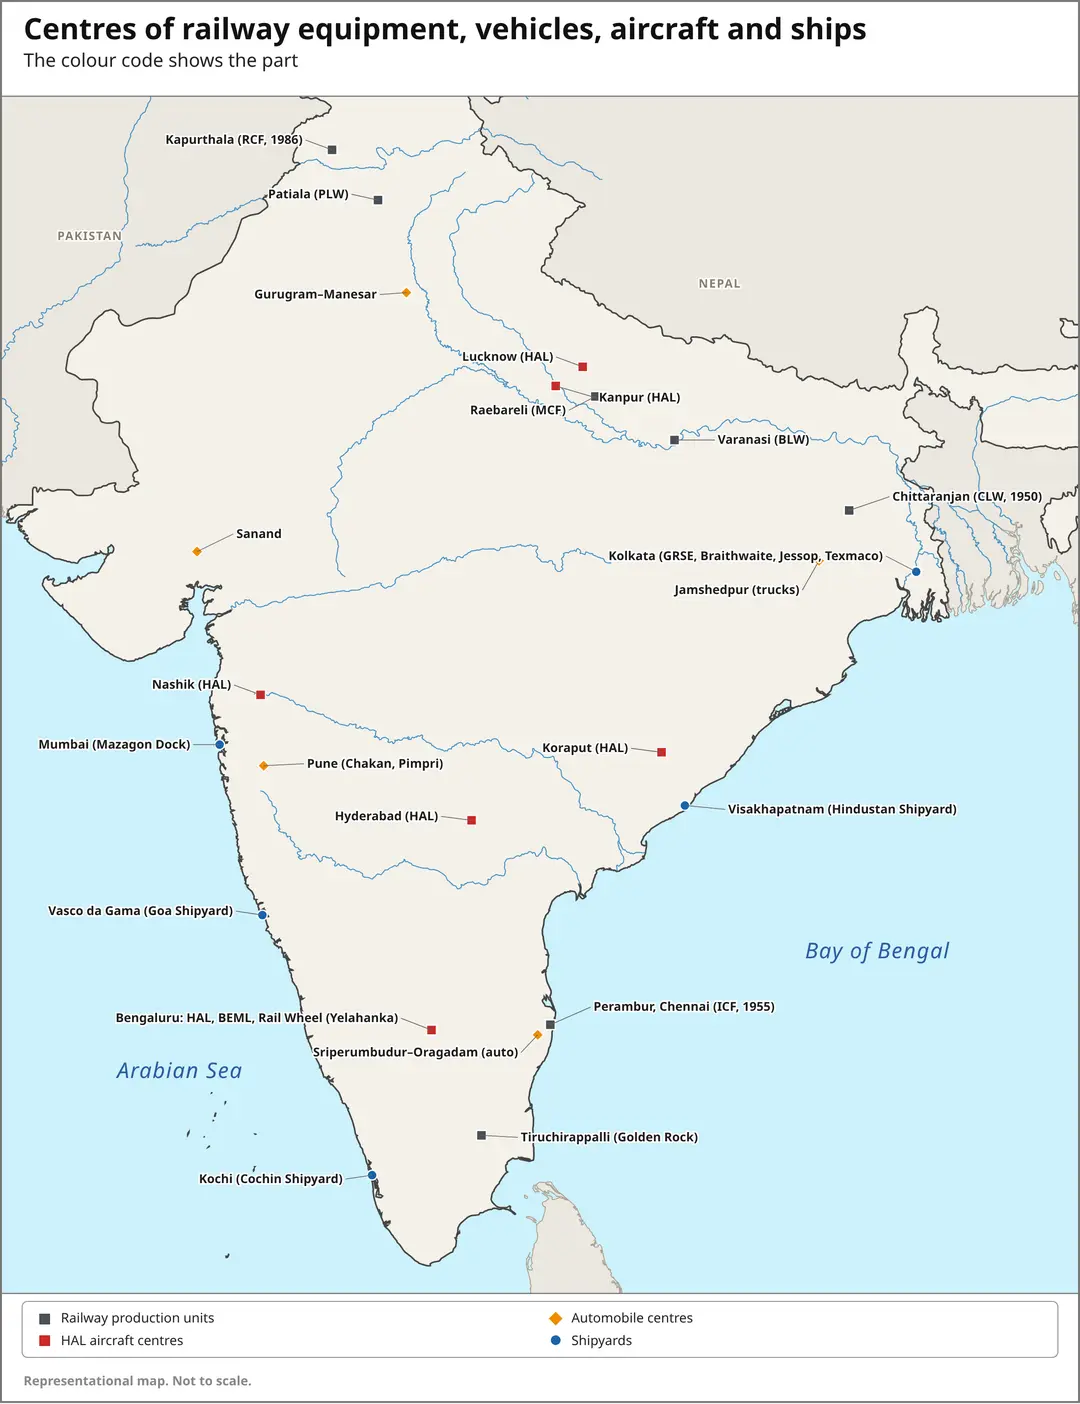 Centres of railway equipment, vehicles, aircraft and ships
The colour code shows the part
Kapurthala (RCF, 1986)
Patiala (PLW)
PAKISTAN
NEPAL
Gurugram–Manesar
Lucknow (HAL)
Kanpur (HAL)
Raebareli (MCF)
Varanasi (BLW)
Chittaranjan (CLW, 1950)
Sanand
Kolkata (GRSE, Braithwaite, Jessop, Texmaco)
Jamshedpur (trucks)
Nashik (HAL)
Mumbai (Mazagon Dock)
Koraput (HAL)
Pune (Chakan, Pimpri)
Visakhapatnam (Hindustan Shipyard)
Hyderabad (HAL)
Vasco da Gama (Goa Shipyard)
Bay of Bengal
Perambur, Chennai (ICF, 1955)
Bengaluru: HAL, BEML, Rail Wheel (Yelahanka)
Sriperumbudur–Oragadam (auto)
Arabian Sea
Tiruchirappalli (Golden Rock)
Kochi (Cochin Shipyard)
Railway production units
Automobile centres
HAL aircraft centres
Shipyards
Representational map. Not to scale.